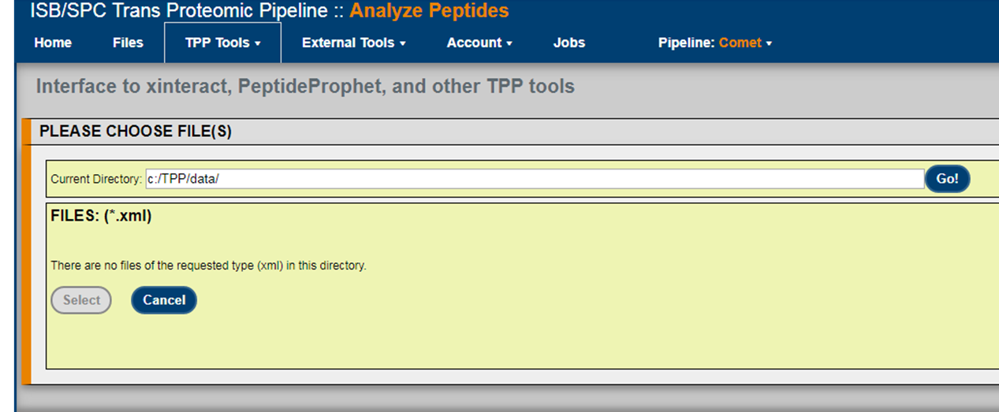 ISB/SPC Trans Proteomic Pipeline :: Analyze Peptides
Home Files TPP Tools External Tools Account Jobs Pipeline: Comet
Interface to xinteract, PeptideProphet, and other TPP tools
PLEASE CHOOSE FILE(S)
Current Directory: c:/TPP/data/ Go!
FILES: (*.xml)
There are no files of the requested type (xml) in this directory.
Select Cancel